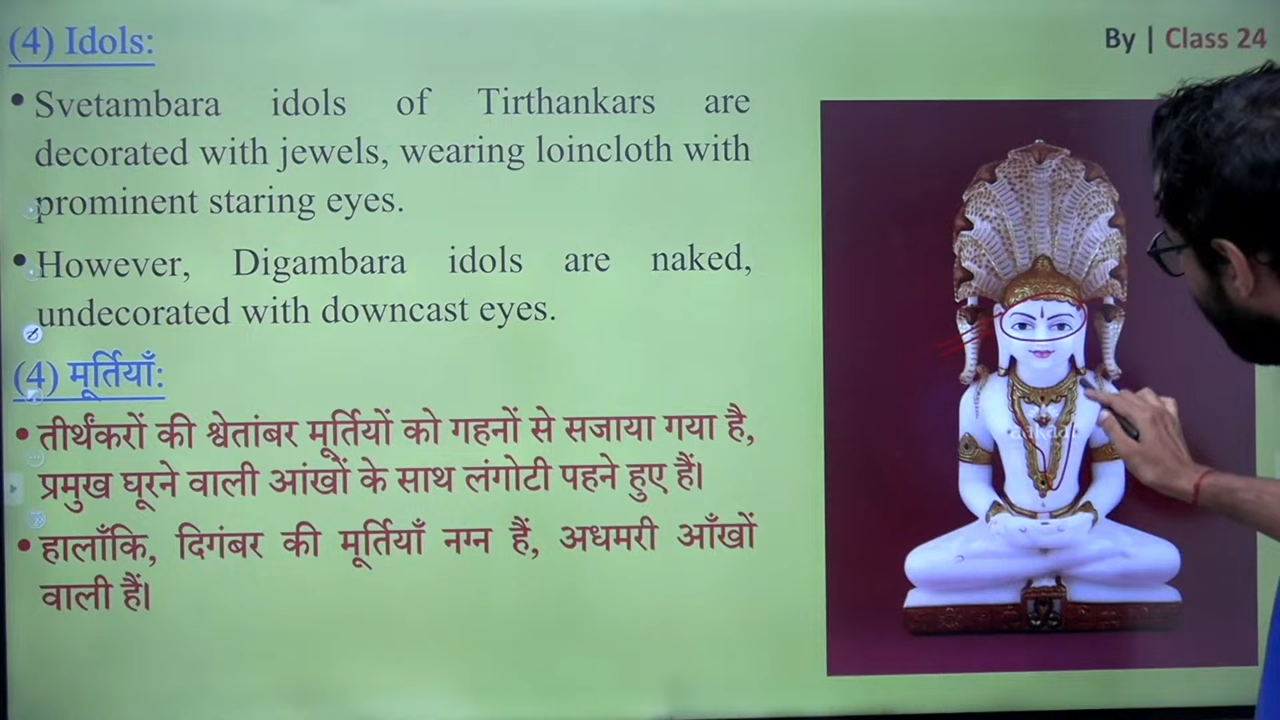 (4) Idols:
By | Class 24
• Svetambara idols of Tirthankars are
decorated with jewels, wearing loincloth with
prominent staring eyes.
• However, Digambara idols are naked,
undecorated with downcast eyes.
(4) मूर्तियाँ:
• तीर्थंकरों की श्वेतांबर मूर्तियों को गहनों से सजाया गया है,
प्रमुख घूरने वाली आंखों के साथ लंगोटी पहने हुए हैं।
• हालाँकि, दिगंबर की मूर्तियाँ नग्न हैं, अधमरी आँखों
वाली हैं।